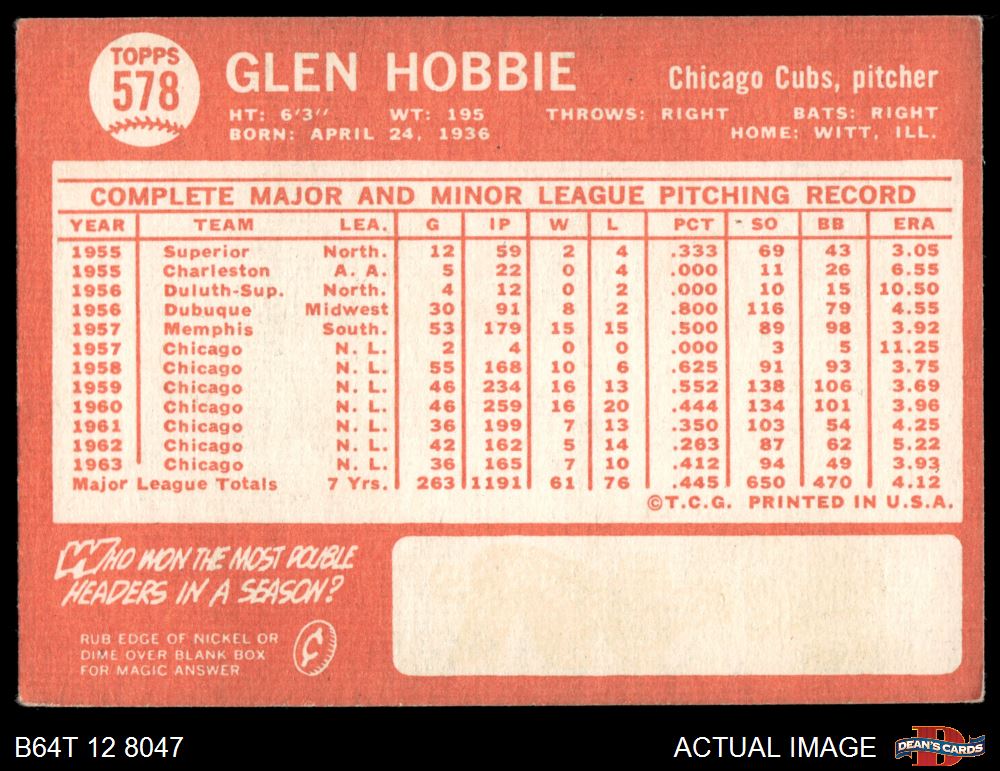 TOPPS
578
GLEN HOBBIE
Chicago Cubs, pitcher
HT: 6'3" WT: 195 THROWS: RIGHT BATS: RIGHT
BORN: APRIL 24, 1936 HOME: WITT, ILL.
COMPLETE MAJOR AND MINOR LEAGUE PITCHING RECORD
YEAR TEAM LEA. G IP W L PCT SO BB ERA
1955 Superior North. 12 59 2 4 .333 69 43 3.05
1955 Charleston A. A. 5 22 0 4 .000 11 26 6.55
1956 Duluth-Sup. North. 4 12 0 2 .000 10 15 10.50
1956 Dubuque Midwest 30 91 8 2 .800 116 79 4.55
1957 Memphis South. 53 179 15 15 .500 89 98 3.92
1957 Chicago N. L. 2 4 0 0 .000 3 5 11.25
1958 Chicago N. L. 55 168 10 6 .625 91 93 3.75
1959 Chicago N. L. 46 234 16 13 .552 138 106 3.69
1960 Chicago N. L. 46 259 16 20 .444 134 101 3.96
1961 Chicago N. L. 36 199 7 13 .350 103 54 4.25
1962 Chicago N. L. 42 162 5 14 .263 87 62 5.22
1963 Chicago N. L. 36 165 7 10 .412 94 49 3.93
Major League Totals 7 Yrs. 263 1191 61 76 .445 650 470 4.12
©T.C.G. PRINTED IN U.S.A.
WHO WON THE MOST DOUBLE
HEADERS IN A SEASON?
RUB EDGE OF NICKEL OR
DIME OVER BLANK BOX
FOR MAGIC ANSWER
¢
B64T 12 8047
ACTUAL IMAGE
D
DEAN'S CARDS